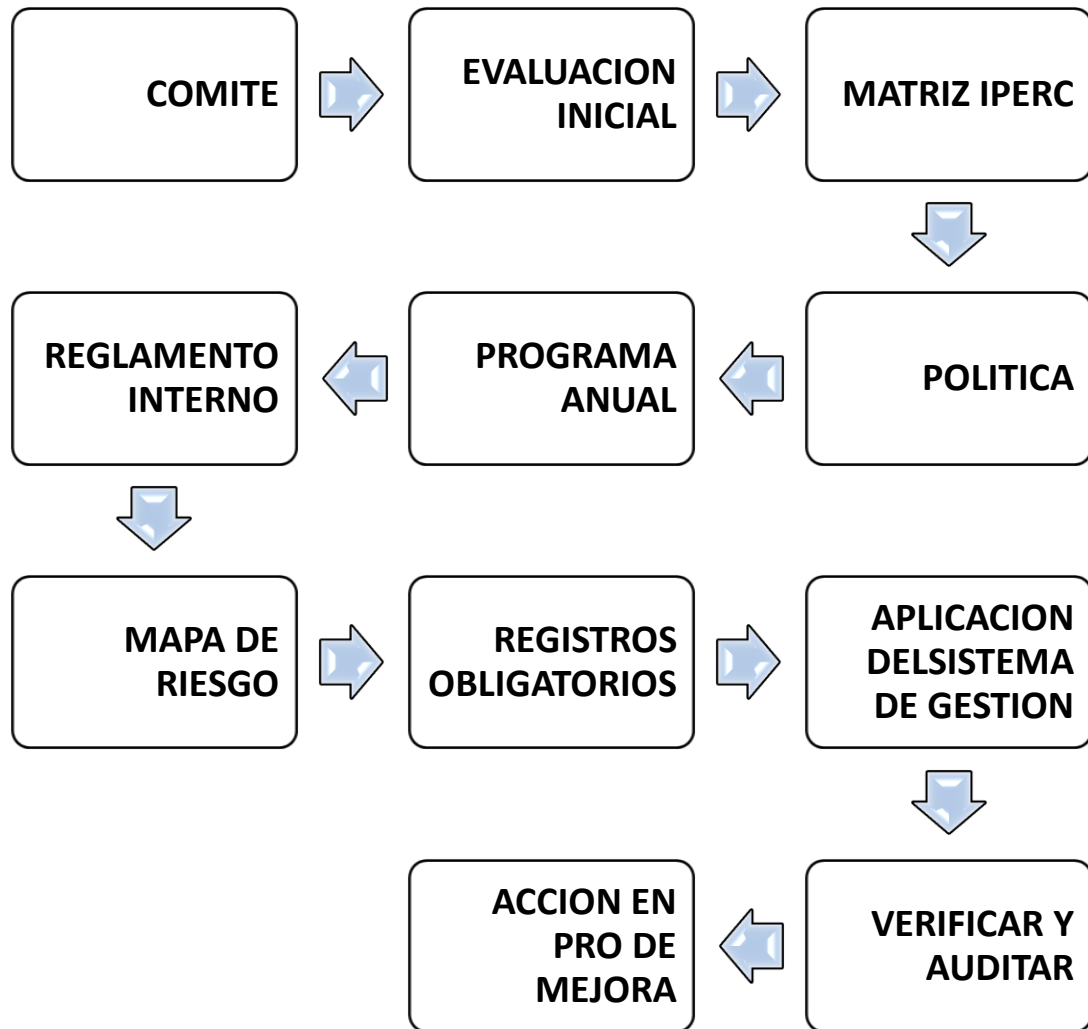 COMITE
EVALUACION
INICIAL
MATRIZ IPERC
POLITICA
PROGRAMA
ANUAL
REGLAMENTO
INTERNO
MAPA DE
RIESGO
REGISTROS
OBLIGATORIOS
APLICACION
DELSISTEMA
DE GESTION
VERIFICAR Y
AUDITAR
ACCION EN
PRO DE
MEJORA